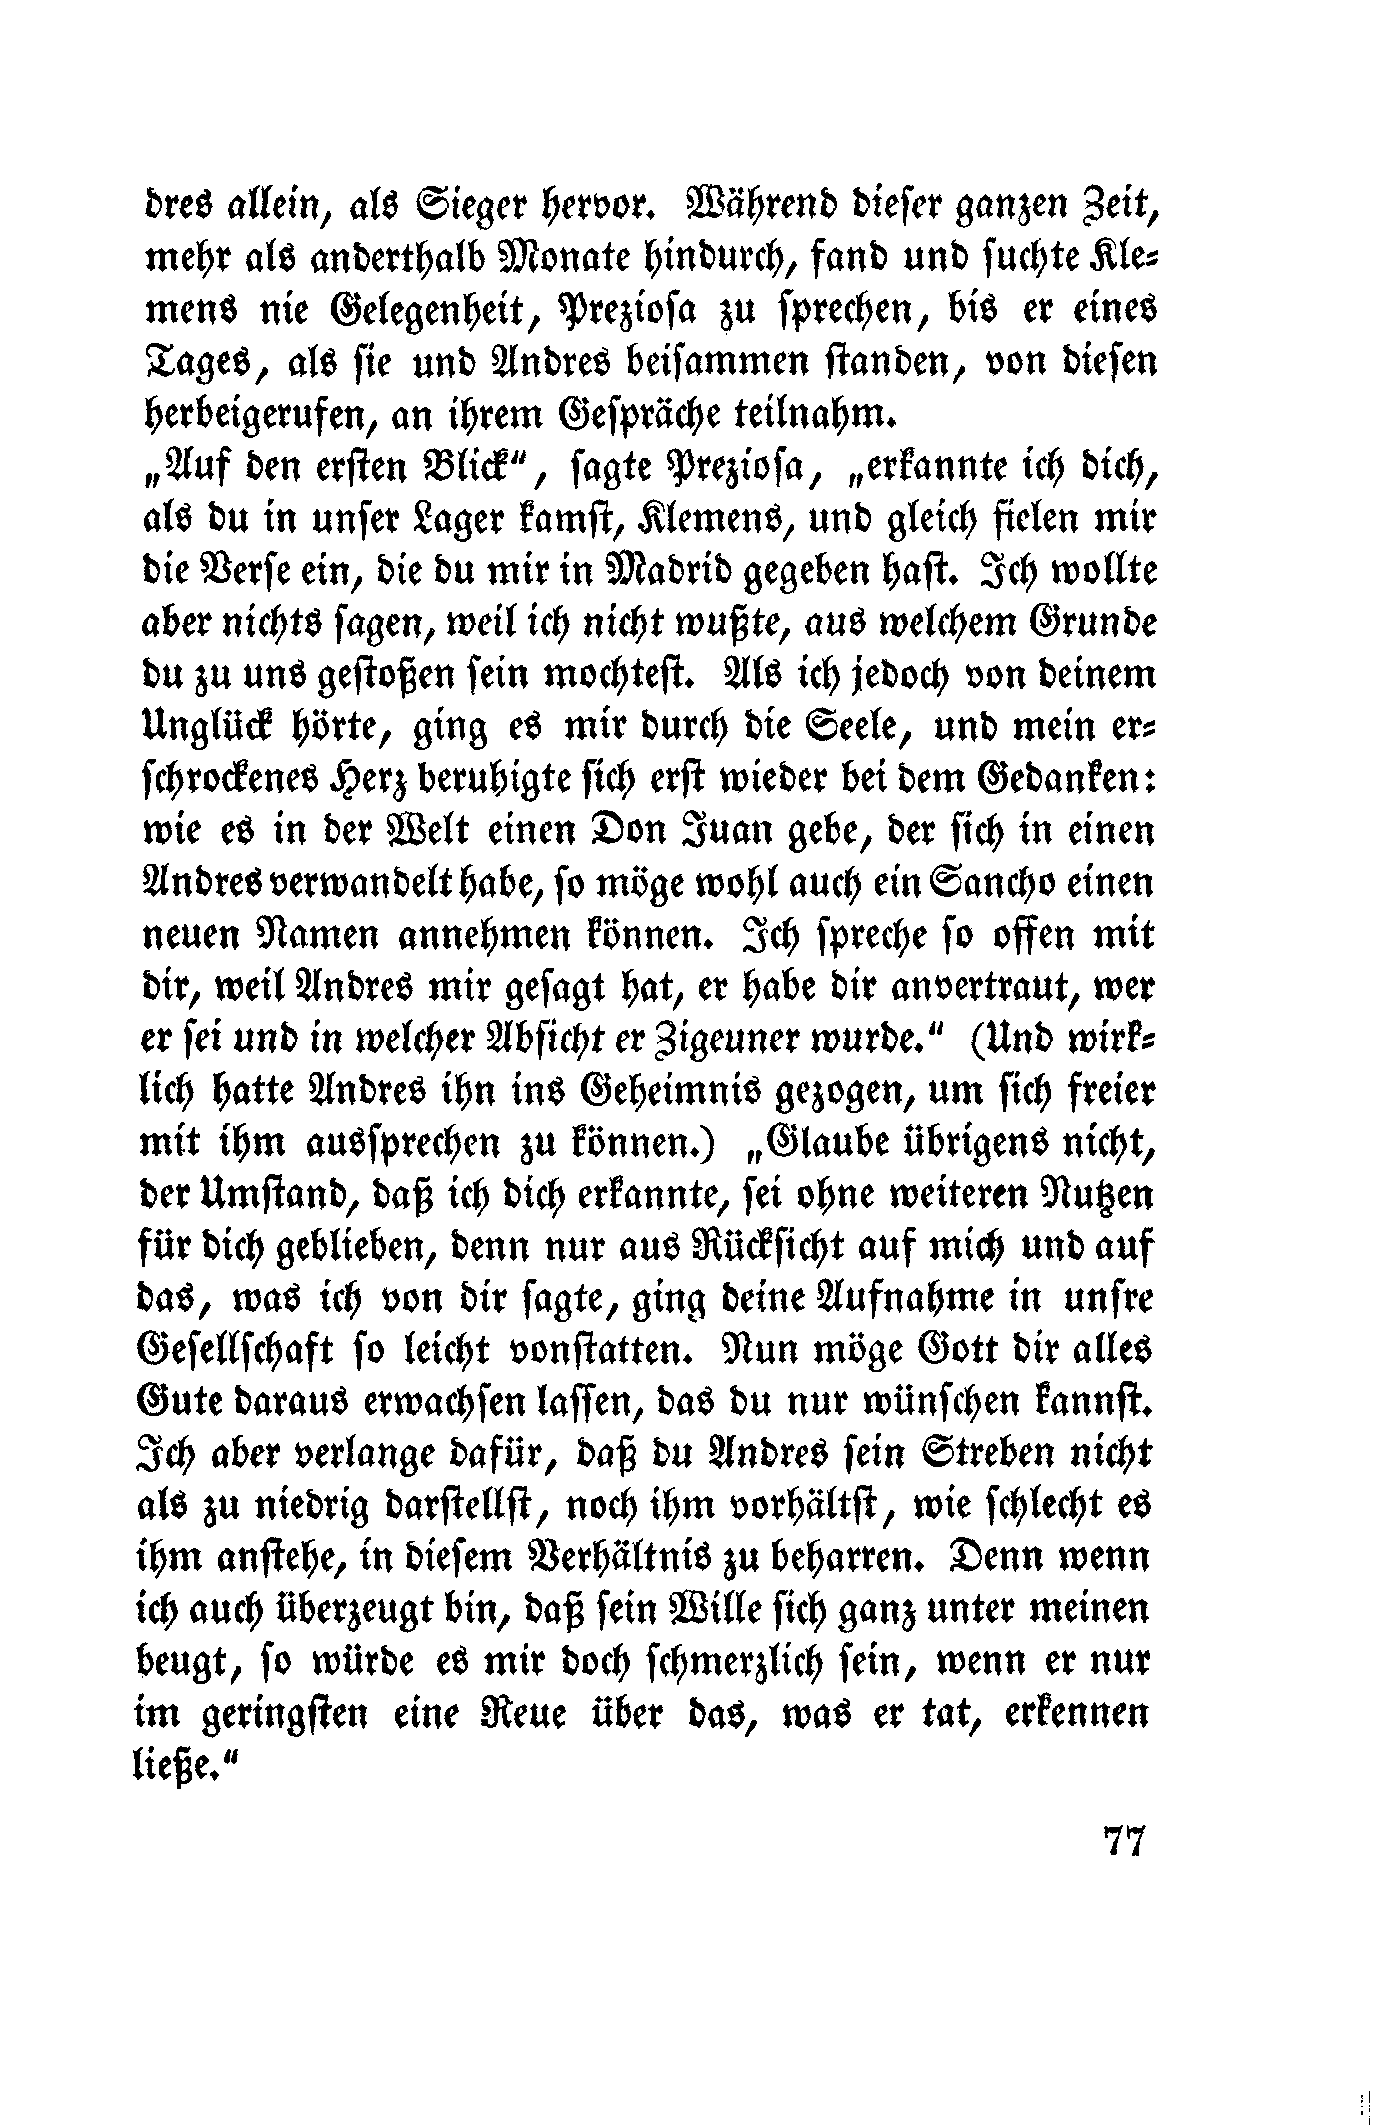 dres allein, als Sieger hervor. Während dieser ganzen Zeit,
mehr als anderthalb Monate hindurch, fand und suchte Kle-
mens nie Gelegenheit, Preziosa zu sprechen, bis er eines
Tages, als sie und Andres beisammen standen, von diesen
herbeigerufen, an ihrem Gespräche teilnahm.
„Auf den ersten Blick“, sagte Preziosa, „erkannte ich dich,
als du in unser Lager kamst, Klemens, und gleich fielen mir
die Verse ein, die du mir in Madrid gegeben hast. Ich wollte
aber nichts sagen, weil ich nicht wußte, aus welchem Grunde
du zu uns gestoßen sein mochtest. Als ich jedoch von deinem
Unglück hörte, ging es mir durch die Seele, und mein er-
schrockenes Herz beruhigte sich erst wieder bei dem Gedanken:
wie es in der Welt einen Don Juan gebe, der sich in einen
Andres verwandelt habe, so möge wohl auch ein Sancho einen
neuen Namen annehmen können. Ich spreche so offen mit
dir, weil Andres mir gesagt hat, er habe dir anvertraut, wer
er sei und in welcher Absicht er Zigeuner wurde.“ (Und wirk-
lich hatte Andres ihn ins Geheimnis gezogen, um sich freier
mit ihm aussprechen zu können.) „Glaube übrigens nicht,
der Umstand, daß ich dich erkannte, sei ohne weiteren Nutzen
für dich geblieben, denn nur aus Rücksicht auf mich und auf
das, was ich von dir sagte, ging deine Aufnahme in unsre
Gesellschaft so leicht vonstatten. Nun möge Gott dir alles
Gute daraus erwachsen lassen, das du nur wünschen kannst.
Ich aber verlange dafür, daß du Andres sein Streben nicht
als zu niedrig darstellst, noch ihm vorhältst, wie schlecht es
ihm anstehe, in diesem Verhältnis zu beharren. Denn wenn
ich auch überzeugt bin, daß sein Wille sich ganz unter meinen
beugt, so würde es mir doch schmerzlich sein, wenn er nur
im geringsten eine Reue über das, was er tat, erkennen
ließe.“
77